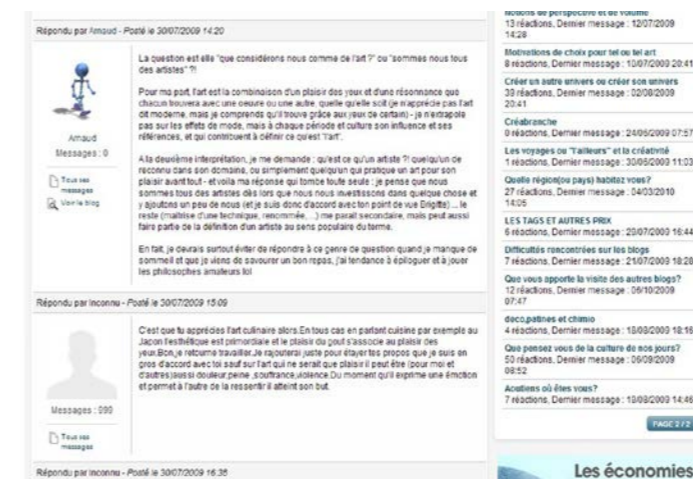 Répondu par Arnaud - Posté le 30/07/2009 14:20
La question est elle "que considérons nous comme de l'art ?" ou "sommes nous tous
des artistes" ?!
Pour ma part, l'art est la combinaison d'un plaisir des yeux et d'une résonnance que
chacun trouvera avec une oeuvre ou une autre, quelle qu'elle soit (je n'apprécie pas l'art
dit moderne, mais je comprends qu'il trouve grâce aux yeux de certain) - je n'extrapole
pas sur les effets de mode, mais à chaque période et culture son influence et ses
références, et qui contribuent à définir ce qu'est "l'art".
Arnaud
Messages : 0
Tous ses
messages
Voir le blog
A la deuxième interprétation, je me demande : qu'est ce qu'un artiste ?! quelqu'un de
reconnu dans son domaine, ou simplement quelqu'un qui pratique un art pour son
plaisir avant tout - et voila ma réponse qui tombe toute seule : je pense que nous
sommes tous des artistes dès lors que nous nous investissons dans quelque chose et
y ajoutons un peu de nous (et je suis donc d'accord avec ton point de vue Brigitte) ... le
reste (maîtrise d'une technique, renommée, ...) me parait secondaire, mais peut aussi
faire partie de la définition d'un artiste au sens populaire du terme.
En fait, je devrais surtout éviter de répondre à ce genre de question quand je manque de
sommeil et que je viens de savourer un bon repas, j'ai tendance à épiloguer et à jouer
les philosophes amateurs lol
Répondu par Inconnu - Posté le 30/07/2009 15:09
C'est que tu apprécies l'art culinaire alors.En tous cas en parlant cuisine par exemple au
Japon l'esthétique est primordiale et le plaisir du gout s'associe au plaisir des
yeux.Bon,je retourne travailler.Je rajouterai juste pour étayer tes propos que je suis en
gros d'accord avec toi sauf sur l'art qui ne serait que plaisir il peut être (pour moi et
d'autres)aussi douleur,peine ,souffrance,violence.Du moment qu'il exprime une émotion
et permet à l'autre de la ressentir il atteint son but.
Messages : 999
Tous ses
messages
Répondu par Inconnu - Posté le 30/07/2009 16:35
Notions de perspective et de volume
13 réactions, Dernier message : 12/07/2009
14:28
Motivations de choix pour tel ou tel art
8 réactions, Dernier message : 10/07/2009 20:41
Créer un autre univers ou créer son univers
39 réactions, Dernier message : 02/08/2009
20:41
Créabranche
0 réactions, Dernier message : 24/05/2009 07:57
Les voyages ou "l'ailleurs" et la créativité
1 réactions, Dernier message : 30/05/2009 11:03
Quelle région(ou pays) habitez vous?
27 réactions, Dernier message : 04/03/2010
14:05
LES TAGS ET AUTRES PRIX
6 réactions, Dernier message : 29/07/2009 16:44
Difficultés rencontrées sur les blogs
7 réactions, Dernier message : 21/07/2009 18:28
Que vous apporte la visite des autres blogs?
12 réactions, Dernier message : 06/10/2009
07:47
deco,patines et chimio
4 réactions, Dernier message : 18/08/2009 18:16
Que pensez vous de la culture de nos jours?
50 réactions, Dernier message : 06/09/2009
08:52
Aoutiens où êtes vous?
7 réactions, Dernier message : 19/08/2009 14:46
PAGE 2 / 2
Les économies